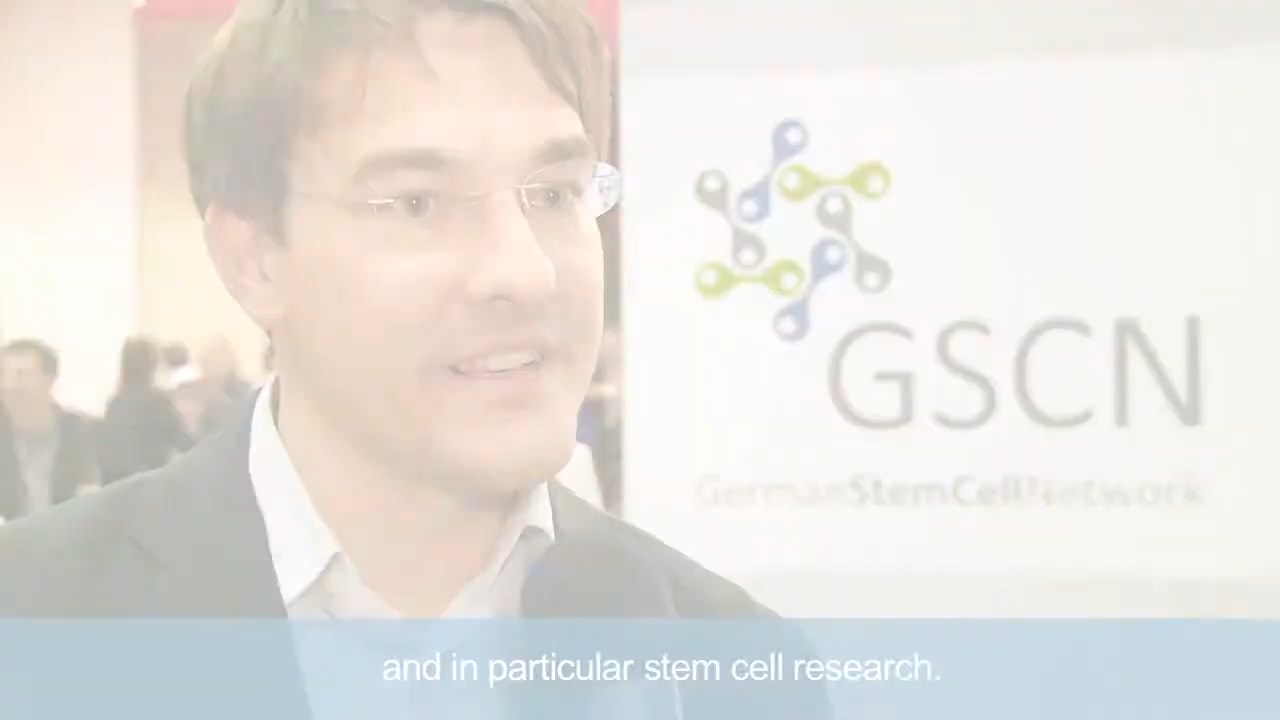 GSCN
GermanStemCellNetwork
and in particular stem cell research.